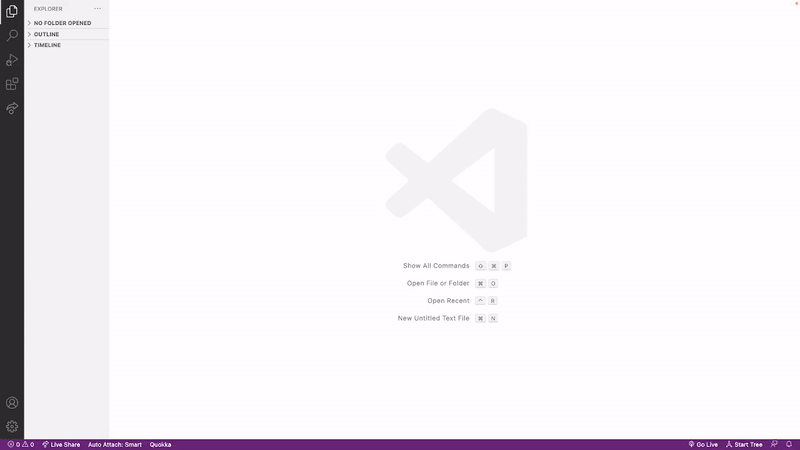 EXPLORER ...
NO FOLDER OPENED
OUTLINE
TIMELINE
Show All Commands ⇧ ⌘ P
Open File or Folder ⌘ O
Open Recent ^ R
New Untitled Text File ⌘ N
0 0 Live Share Auto Attach: Smart Quokka Go Live Start Tree